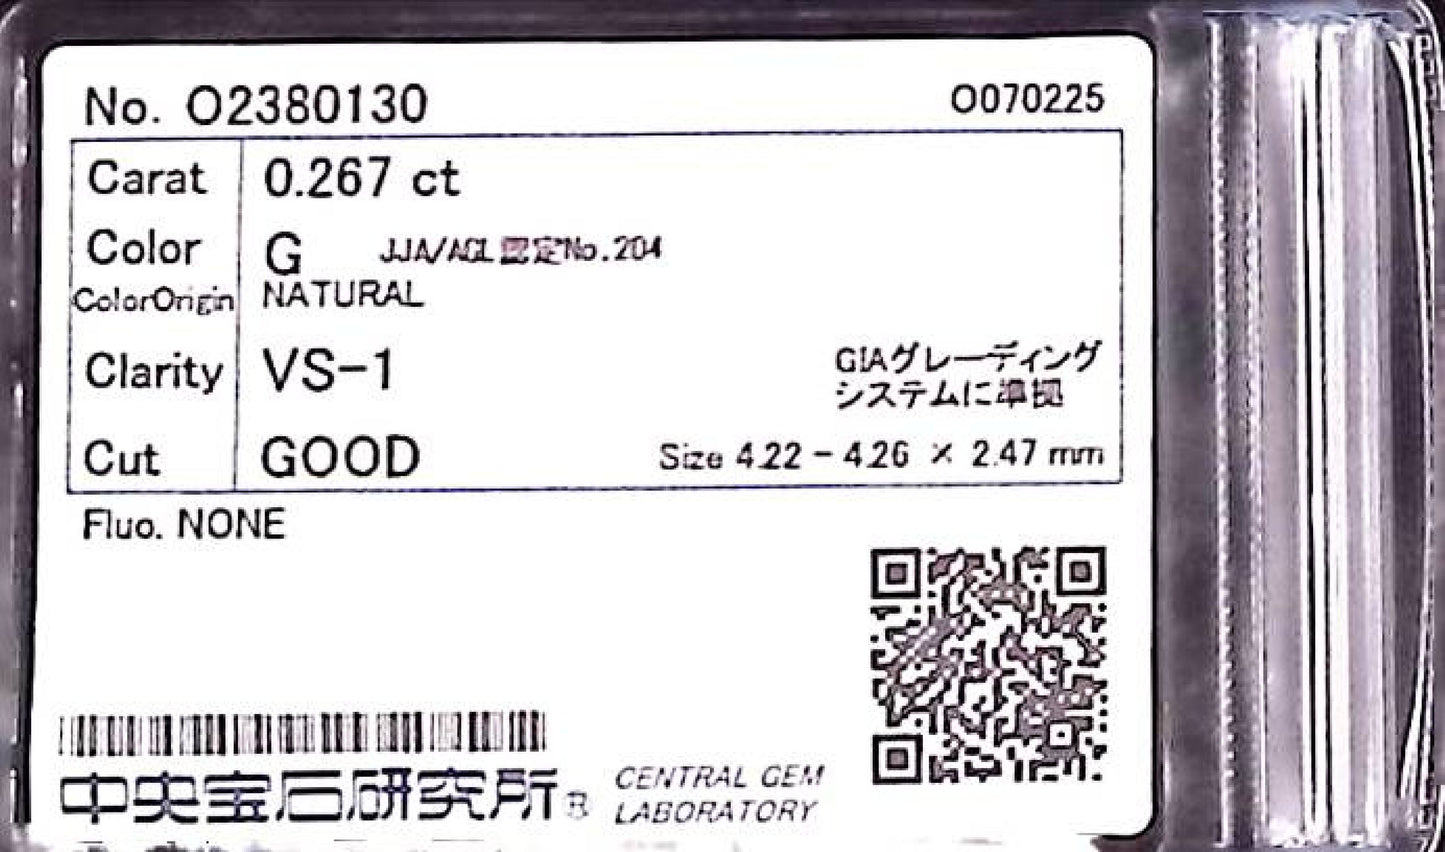 No. O2380130 O070225
Carat 0.267 ct
Color G JJA/AGL認定No.204
ColorOrigin NATURAL
Clarity VS-1 GIAグレーディング
システムに準拠
Cut GOOD Size 4.22 - 4.26 × 2.47 mm
Fluo. NONE
中央宝石研究所® CENTRAL GEM
LABORATORY